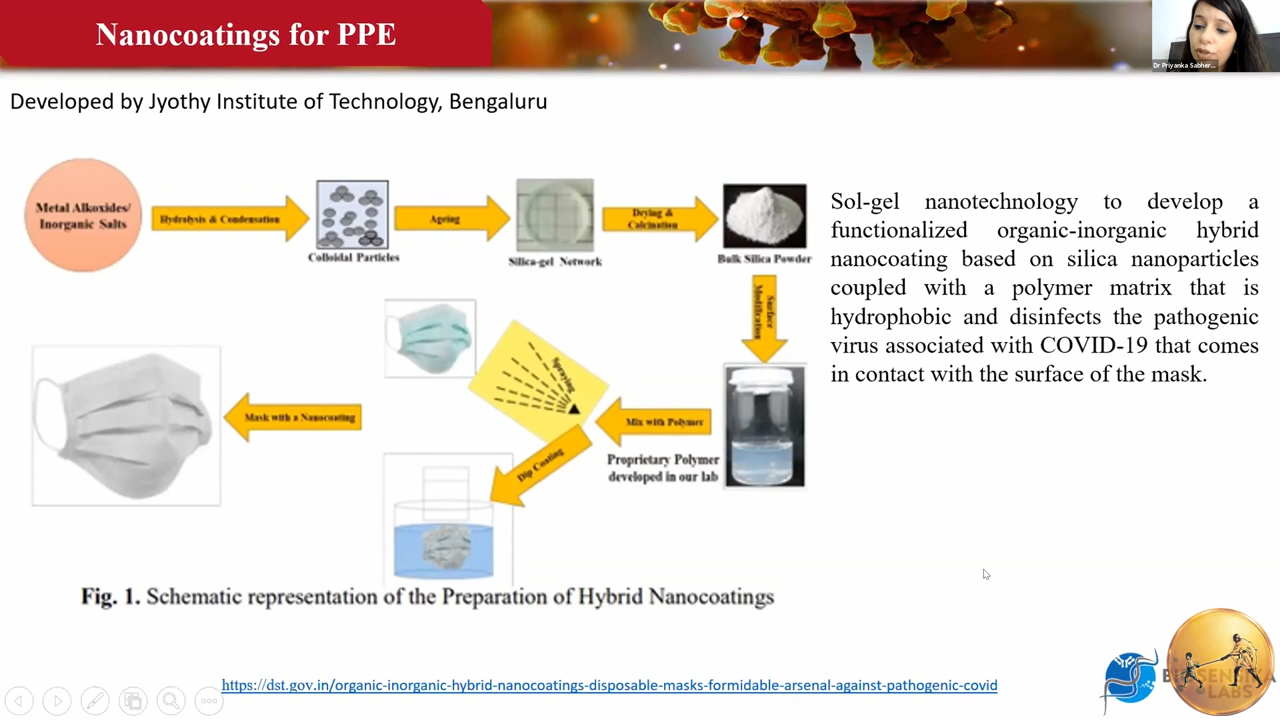 Nanocoatings for PPE
Dr Priyanka Sabher...
Developed by Jyothy Institute of Technology, Bengaluru
Metal Alkoxides/
Inorganic Salts
Hydrolysis & Condensation
Colloidal Particles
Ageing
Silica-gel Network
Drying &
Calcination
Bulk Silica Powder
Surface
Modification
Sol-gel nanotechnology to develop a
functionalized organic-inorganic hybrid
nanocoating based on silica nanoparticles
coupled with a polymer matrix that is
hydrophobic and disinfects the pathogenic
virus associated with COVID-19 that comes
in contact with the surface of the mask.
Spraying
Mask with a Nanocoating
Mix with Polymer
Proprietary Polymer
developed in our lab
Dip Coating
Fig. 1. Schematic representation of the Preparation of Hybrid Nanocoatings
https://dst.gov.in/organic-inorganic-hybrid-nanocoatings-disposable-masks-formidable-arsenal-against-pathogenic-covid
LABS